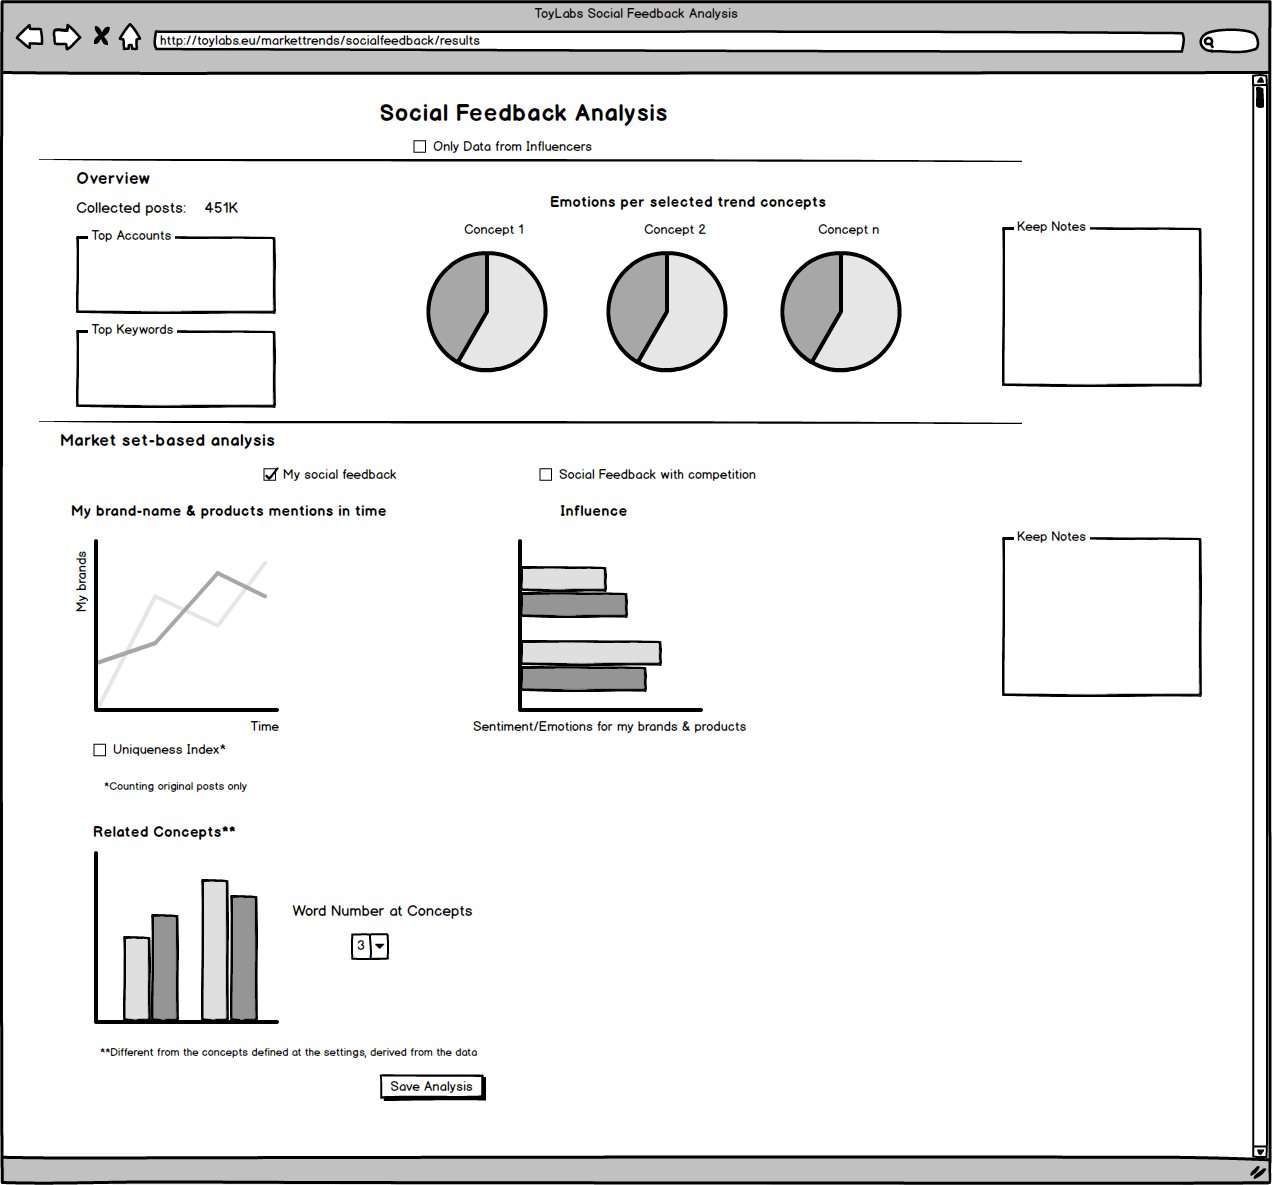 ToyLabs Social Feedback Analysis
http://toylabs.eu/markettrends/socialfeedback/results
Social Feedback Analysis
Only Data from Influencers
Overview
Collected posts: 451K
Top Accounts
Top Keywords
Emotions per selected trend concepts
Concept 1
Concept 2
Concept n
Keep Notes
Market set-based analysis
My social feedback
Social Feedback with competition
My brand-name & products mentions in time
My brands
Time
Uniqueness Index*
*Counting original posts only
Influence
Sentiment/Emotions for my brands & products
Keep Notes
Related Concepts**
Word Number at Concepts
3
**Different from the concepts defined at the settings, derived from the data
Save Analysis